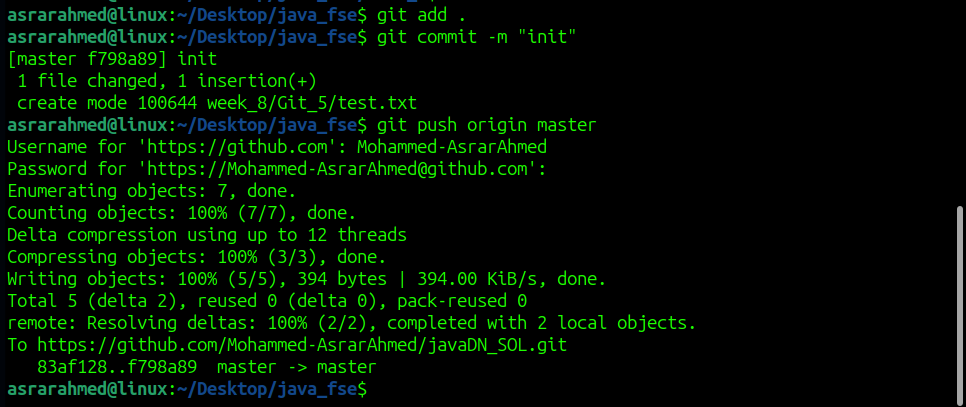 asrarahmed@linux:~/Desktop/java_fse$ git add .
asrarahmed@linux:~/Desktop/java_fse$ git commit -m "init"
[master f798a89] init
 1 file changed, 1 insertion(+)
 create mode 100644 week_8/Git_5/test.txt
asrarahmed@linux:~/Desktop/java_fse$ git push origin master
Username for 'https://github.com': Mohammed-AsrarAhmed
Password for 'https://Mohammed-AsrarAhmed@github.com':
Enumerating objects: 7, done.
Counting objects: 100% (7/7), done.
Delta compression using up to 12 threads
Compressing objects: 100% (3/3), done.
Writing objects: 100% (5/5), 394 bytes | 394.00 KiB/s, done.
Total 5 (delta 2), reused 0 (delta 0), pack-reused 0
remote: Resolving deltas: 100% (2/2), completed with 2 local objects.
To https://github.com/Mohammed-AsrarAhmed/javaDN_SOL.git
   83af128..f798a89  master -> master
asrarahmed@linux:~/Desktop/java_fse$